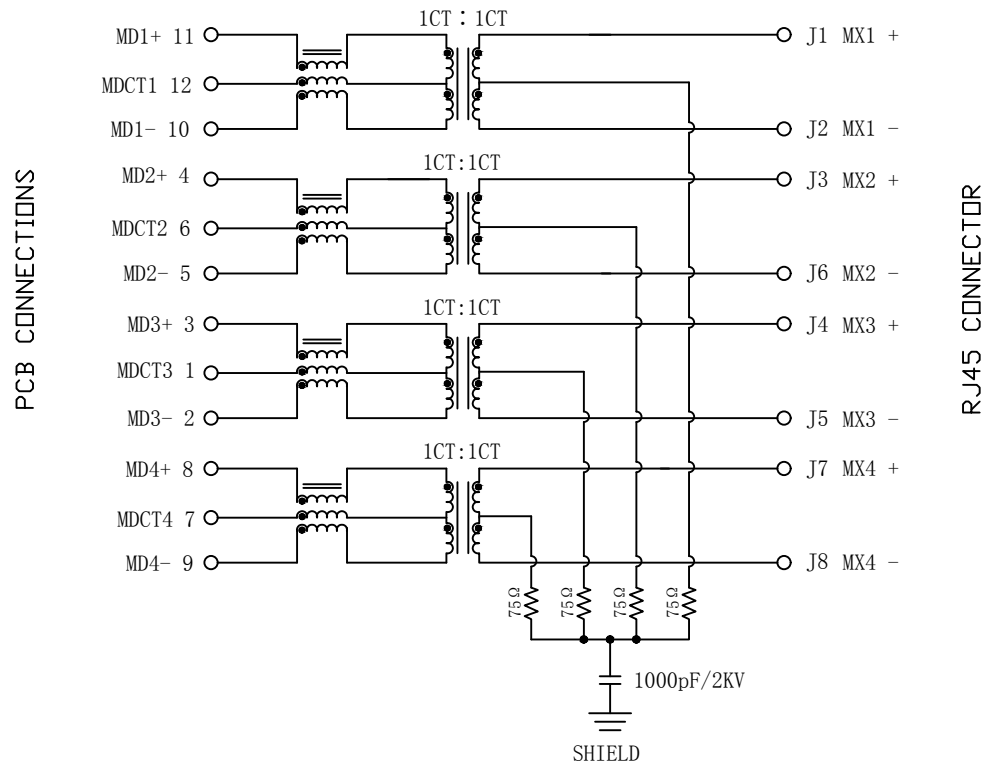 1CT : 1CT
MD1+ 11
J1 MX1 +
MDCT1 12
MD1- 10
J2 MX1 -
1CT:1CT
MD2+ 4
J3 MX2 +
MDCT2 6
MD2- 5
J6 MX2 -
1CT:1CT
MD3+ 3
J4 MX3 +
MDCT3 1
MD3- 2
J5 MX3 -
1CT:1CT
MD4+ 8
J7 MX4 +
MDCT4 7
MD4- 9
J8 MX4 -
PCB CONNECTIONS
RJ45 CONNECTOR
75Ω
75Ω
75Ω
75Ω
1000pF/2KV
SHIELD